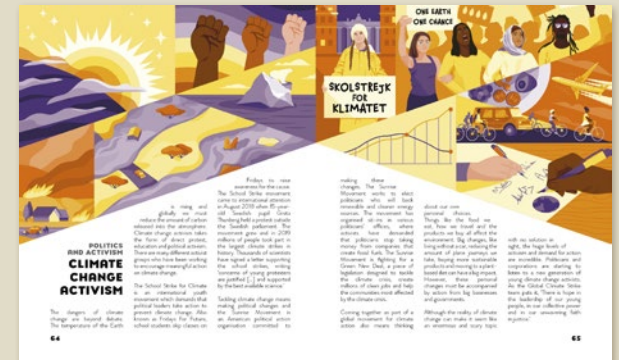 ONE EARTH
ONE CHANCE
SKOLSTREJK
FOR
KLIMATET
POLITICS
AND ACTIVISM
CLIMATE
CHANGE
ACTIVISM
The dangers of climate
change are beyond debate.
The temperature of the Earth
is rising and
globally we must
reduce the amount of carbon
released into the atmosphere.
Climate change activism takes
the form of direct protest,
education and political activism.
There are many different activist
groups who have been working
to encourage meaningful action
on climate change.
The School Strike for Climate
is an international youth
movement which demands that
political leaders take action to
prevent climate change. Also
known as Fridays For Future,
school students skip classes on
Fridays to raise
awareness for the cause.
The School Strike movement
came to international attention
in August 2018 when 15-year-
old Swedish pupil Greta
Thunberg held a protest outside
the Swedish parliament. The
movement grew and in 2019
millions of people took part in
the largest climate strikes in
history. Thousands of scientists
have signed a letter supporting
the school strikes, noting
'concerns of young protesters
are justified [...] and supported
by the best available science.'
Tackling climate change means
making political changes and
the Sunrise Movement is
an American political action
organisation committed to
making these
changes. The Sunrise
Movement works to elect
politicians who will back
renewable and cleaner energy
sources. The movement has
organised sit-ins in various
politicians' offices, where
activists have demanded
that politicians stop taking
money from companies that
create fossil fuels. The Sunrise
Movement is fighting for a
Green New Deal, a piece of
legislation designed to tackle
the climate crisis, create
millions of clean jobs and help
the communities most affected
by the climate crisis.
Coming together as part of a
global movement for climate
action also means thinking
about our own
personal choices.
Things like the food we
eat, how we travel and the
products we buy all affect the
environment. Big changes, like
living without a car, reducing the
amount of plane journeys we
take, buying more sustainable
products and moving to a plant-
based diet can have a big impact.
However, these personal
changes must be accompanied
by action from big businesses
and governments.
Although the reality of climate
change can make it seem like
an enormous and scary topic
with no solution in
sight, the huge levels of
activism and demand for action
are incredible. Politicians and
corporations are starting to
listen to a new generation of
young climate change activists.
As the Global Climate Strike
team puts it, 'There is hope in
the leadership of our young
people, in our collective power
and in our unwavering faith
in justice.'
64
65